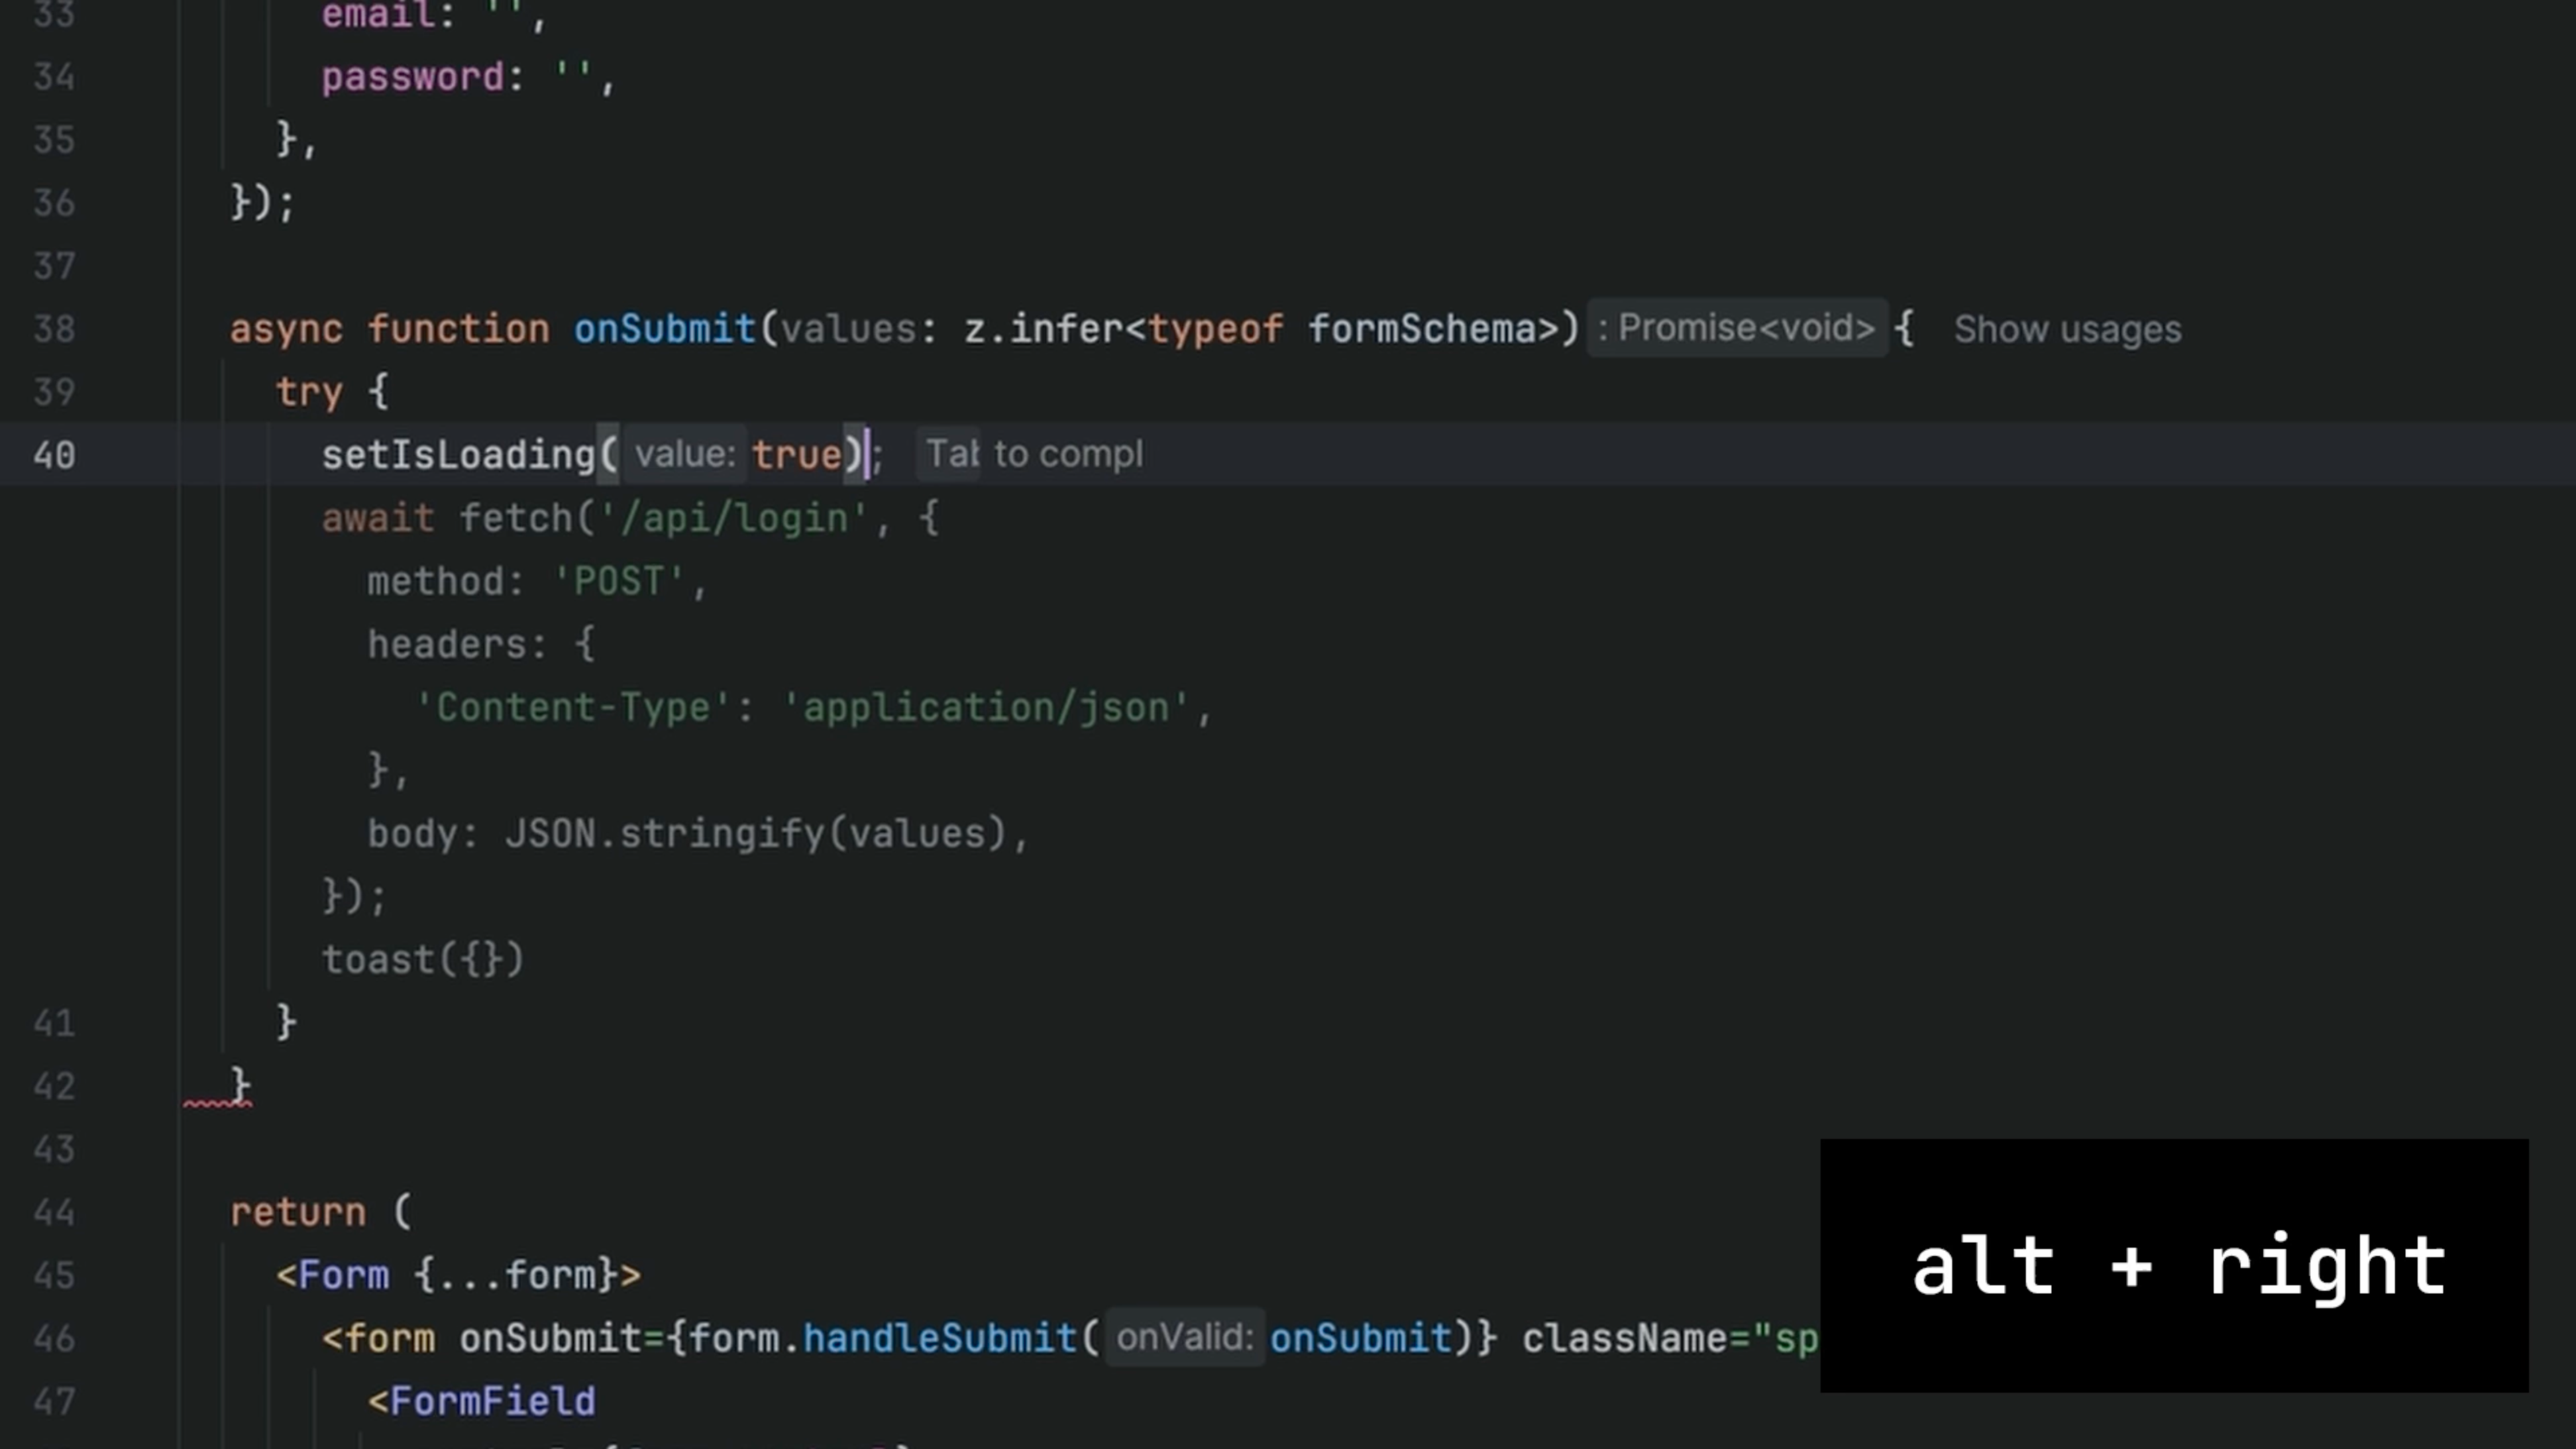 33 email: '',
34 password: '',
35 },
36 });
37
38 async function onSubmit(values: z.infer<typeof formSchema>) : Promise<void> { Show usages
39 try {
40 setIsLoading( value: true); to compl
await fetch('/api/login', {
method: 'POST',
headers: {
'Content-Type': 'application/json',
},
body: JSON.stringify(values),
});
toast({})
41 }
42 }
43
44 return (
45 <Form {...form}>
46 <form onSubmit={form.handleSubmit( onValid: onSubmit)} className="sp
47 <FormField
alt + right